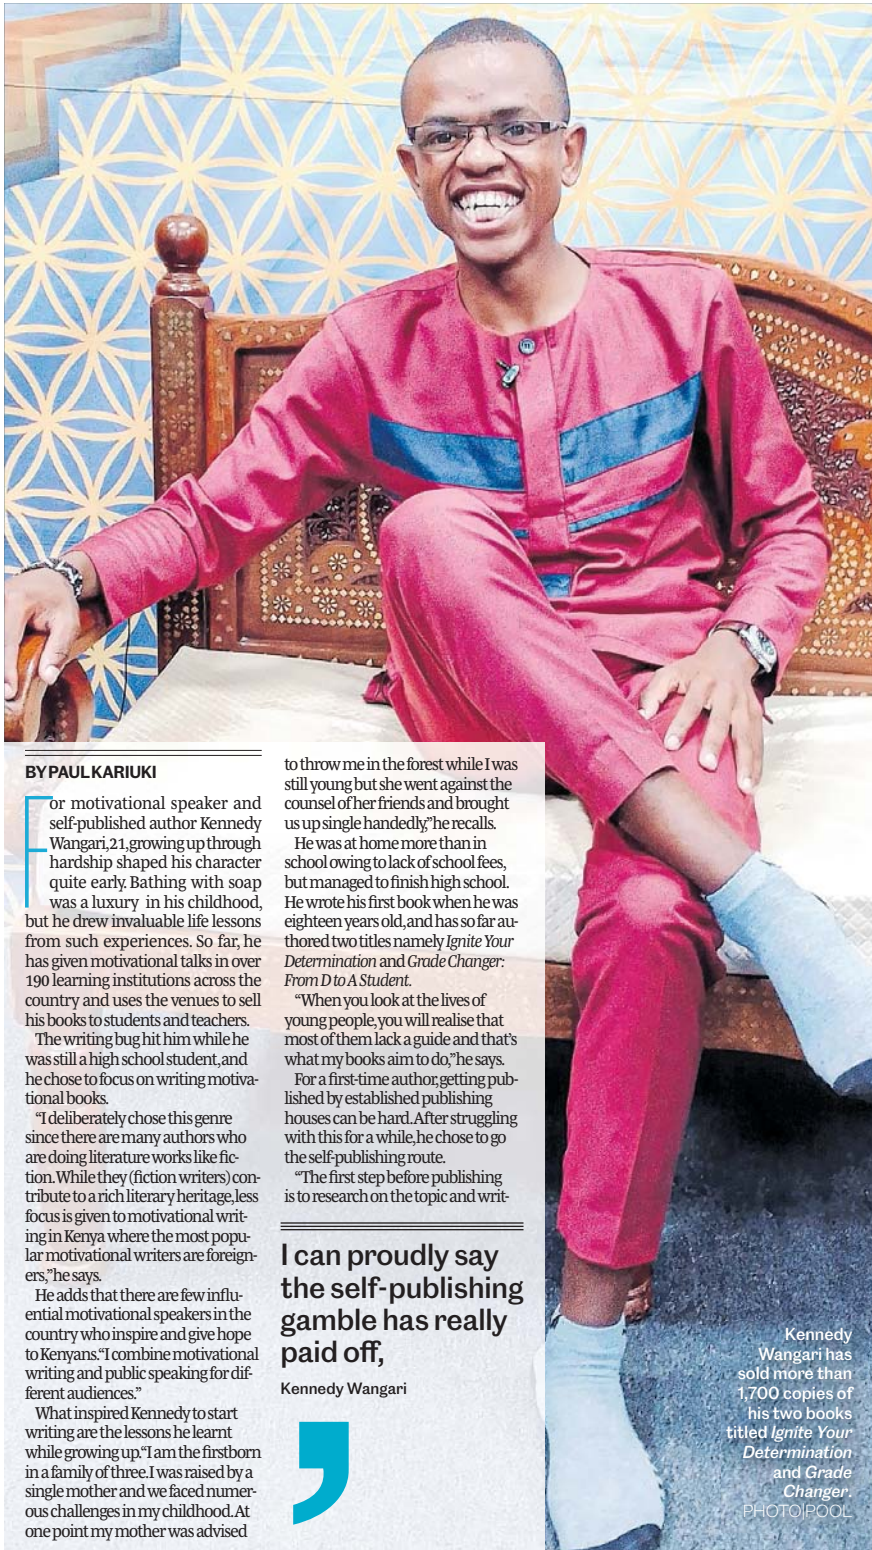 BY PAUL KARIUKI
For motivational speaker and
self-published author Kennedy
Wangari, 21, growing up through
hardship shaped his character
quite early. Bathing with soap
was a luxury in his childhood,
but he drew invaluable life lessons
from such experiences. So far, he
has given motivational talks in over
190 learning institutions across the
country and uses the venues to sell
his books to students and teachers.
The writing bug hit him while he
was still a high school student, and
he chose to focus on writing motiva-
tional books.
“I deliberately chose this genre
since there are many authors who
are doing literature works like fic-
tion. While they (fiction writers) con-
tribute to a rich literary heritage, less
focus is given to motivational writ-
ing in Kenya where the most popu-
lar motivational writers are foreign-
ers,” he says.
He adds that there are few influ-
ential motivational speakers in the
country who inspire and give hope
to Kenyans. “I combine motivational
writing and public speaking for dif-
ferent audiences.”
What inspired Kennedy to start
writing are the lessons he learnt
while growing up. “I am the firstborn
in a family of three. I was raised by a
single mother and we faced numer-
ous challenges in my childhood. At
one point my mother was advised
to throw me in the forest while I was
still young but she went against the
counsel of her friends and brought
us up single handedly,” he recalls.
He was at home more than in
school owing to lack of school fees,
but managed to finish high school.
He wrote his first book when he was
eighteen years old, and has so far au-
thored two titles namely Ignite Your
Determination and Grade Changer:
From D to A Student.
“When you look at the lives of
young people, you will realise that
most of them lack a guide and that’s
what my books aim to do,” he says.
For a first-time author, getting pub-
lished by established publishing
houses can be hard. After struggling
with this for a while, he chose to go
the self-publishing route.
“The first step before publishing
is to research on the topic and writ-
I can proudly say
the self-publishing
gamble has really
paid off,
Kennedy Wangari
Kennedy
Wangari has
sold more than
1,700 copies of
his two books
titled Ignite Your
Determination
and Grade
Changer.
PHOTO|POOL